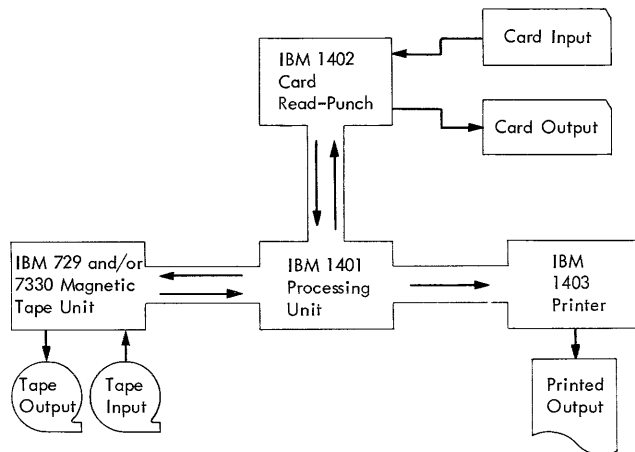 IBM 1402
Card
Read-Punch
Card Input
Card Output
IBM 729 and/or
7330 Magnetic
Tape Unit
IBM 1401
Processing
Unit
IBM
1403
Printer
Tape
Output
Tape
Input
Printed
Output